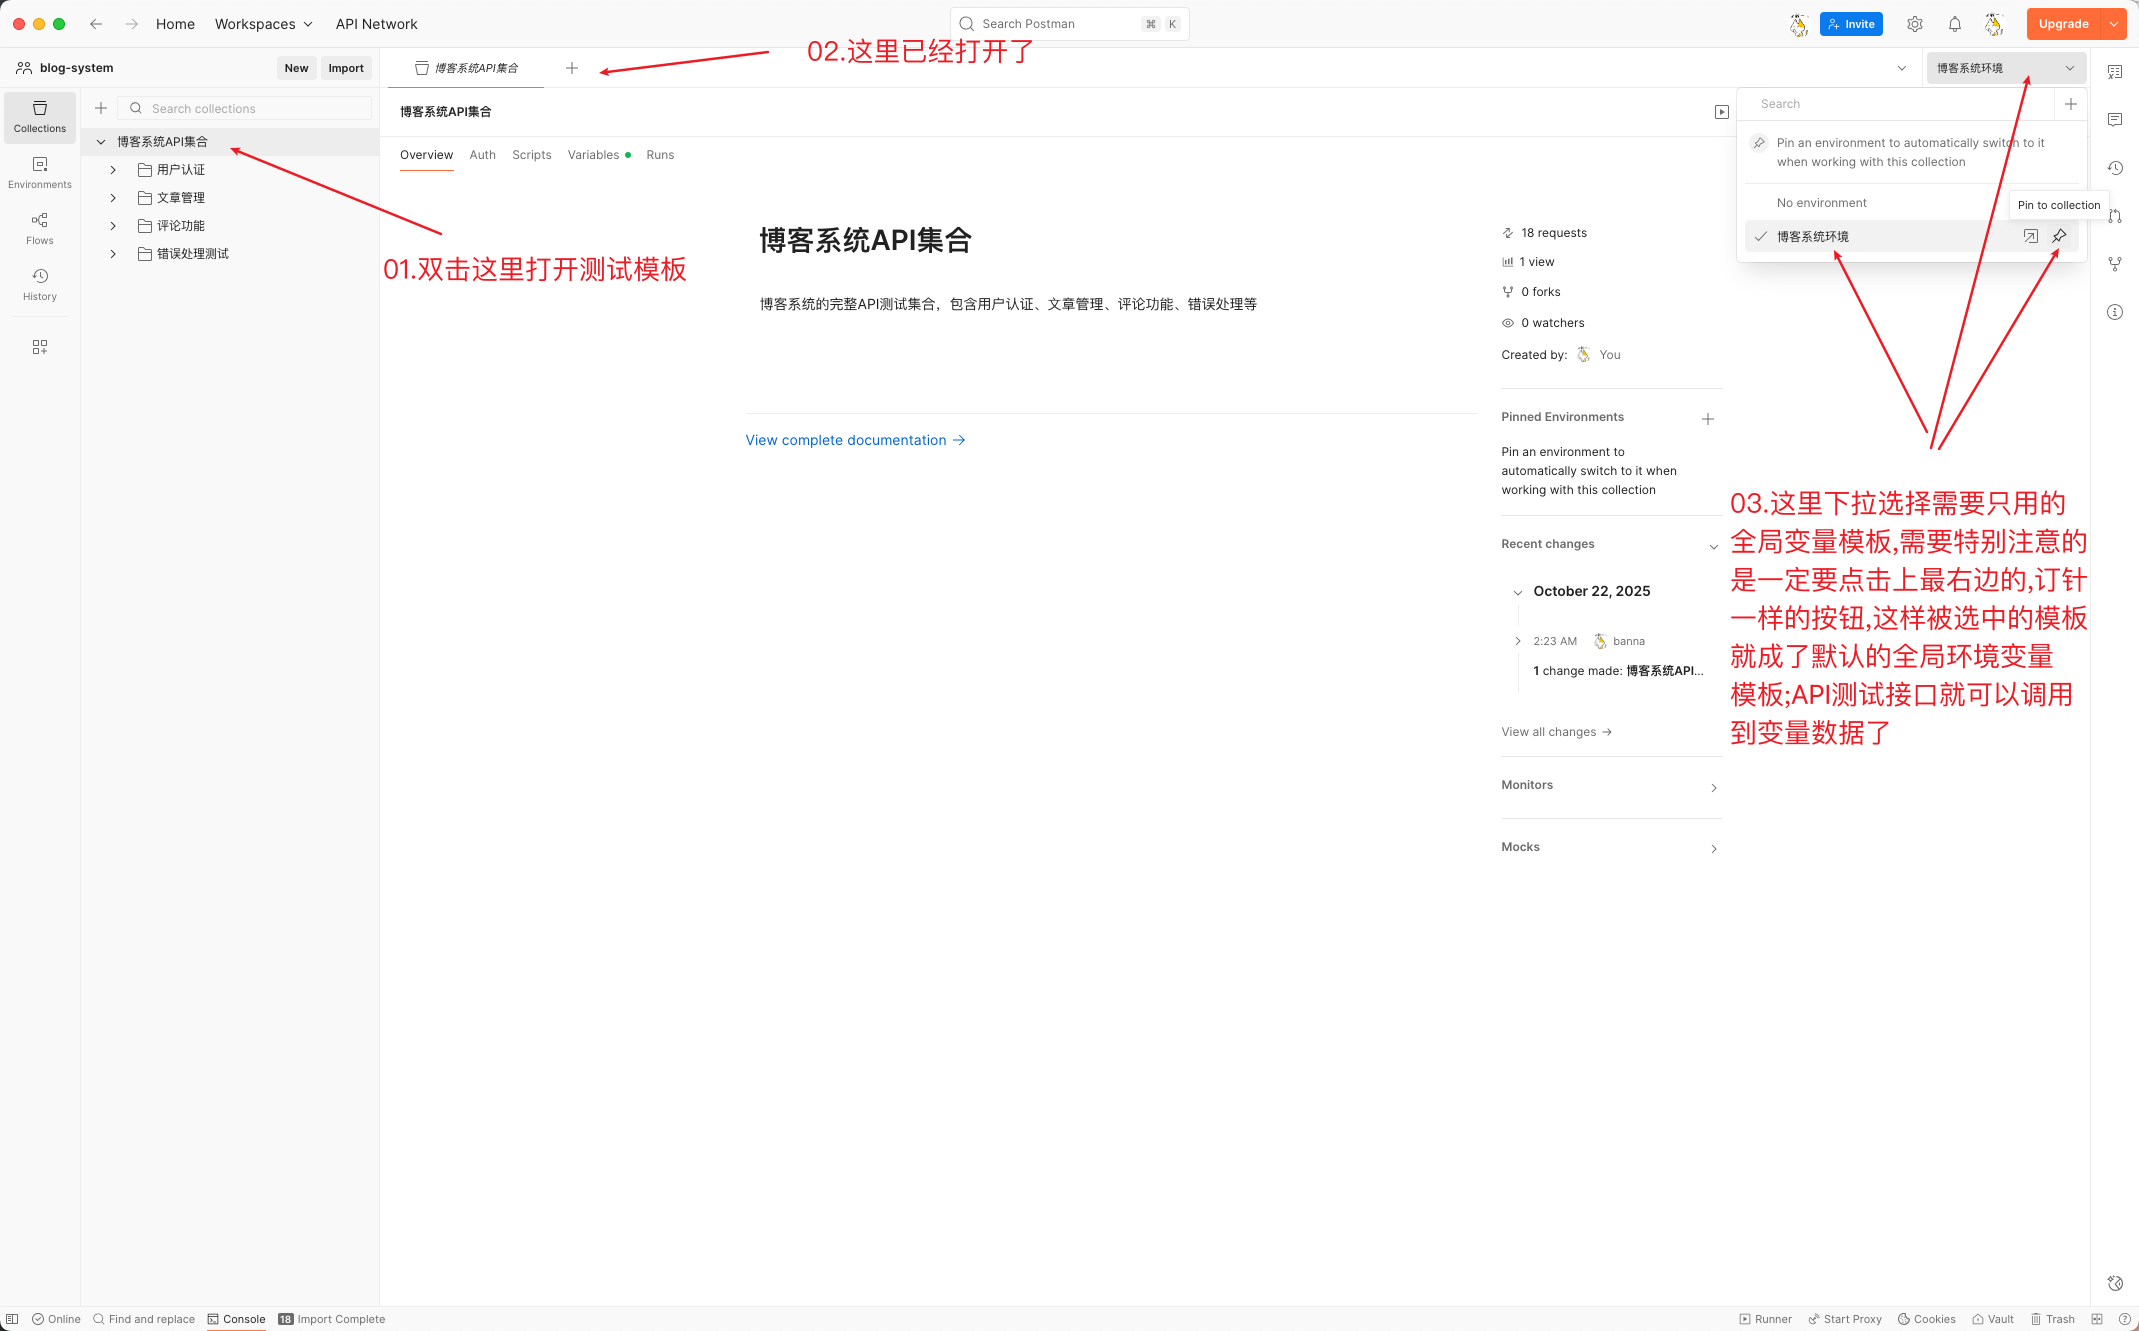 Home Workspaces API Network
Search Postman ⌘ K
Invite Upgrade
blog-system New Import
博客系统API集合
02.这里已经打开了
博客系统环境
Collections
Search collections
博客系统API集合
用户认证
文章管理
评论功能
错误处理测试
Environments
Flows
History
01.双击这里打开测试模板
博客系统API集合
Overview Auth Scripts Variables Runs
博客系统API集合
博客系统的完整API测试集合，包含用户认证、文章管理、评论功能、错误处理等
View complete documentation →
18 requests
1 view
0 forks
0 watchers
Created by: You
Pinned Environments
Pin an environment to
automatically switch to it when
working with this collection
Recent changes
October 22, 2025
2:23 AM banna
1 change made: 博客系统API...
View all changes →
Monitors
Mocks
Search
Pin an environment to automatically switch to it
when working with this collection
No environment
Pin to collection
博客系统环境
03.这里下拉选择需要只用的
全局变量模板,需要特别注意的
是一定要点击上最右边的,订针
一样的按钮,这样被选中的模板
就成了默认的全局环境变量
模板;API测试接口就可以调用
到变量数据了
Online Find and replace Console 18 Import Complete
Runner Start Proxy Cookies Vault Trash